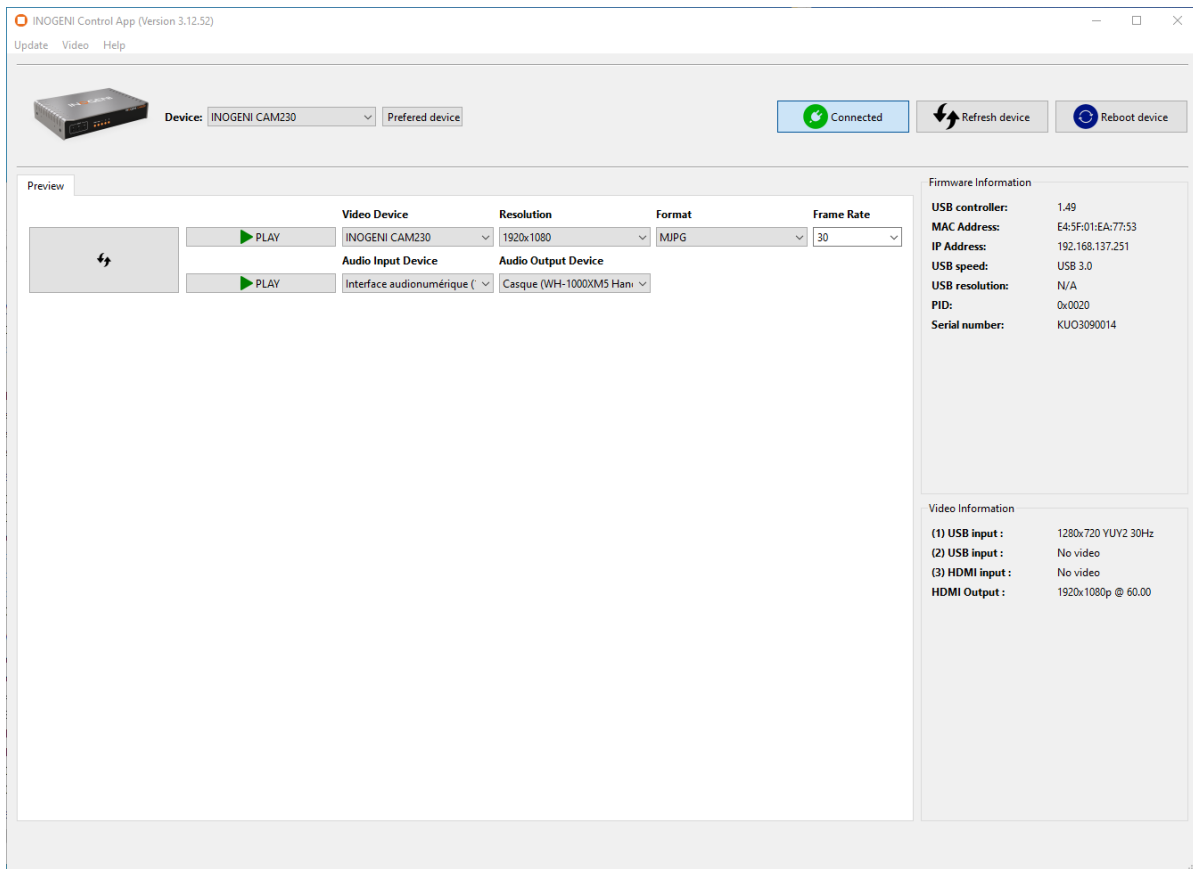 INOGENI Control App (Version 3.12.52)
Update Video Help
INOGENI
Device: INOGENI CAM230 Prefered device Connected Refresh device Reboot device
Preview
Video Device Resolution Format Frame Rate
PLAY INOGENI CAM230 1920x1080 MJPG 30
Audio Input Device Audio Output Device
PLAY Interface audionumérique (' Casque (WH-1000XM5 Han
Firmware Information
USB controller: 1.49
MAC Address: E4:5F:01:EA:77:53
IP Address: 192.168.137.251
USB speed: USB 3.0
USB resolution: N/A
PID: 0x0020
Serial number: KUO3090014
Video Information
(1) USB input : 1280x720 YUY2 30Hz
(2) USB input : No video
(3) HDMI input : No video
HDMI Output : 1920x1080p @ 60.00